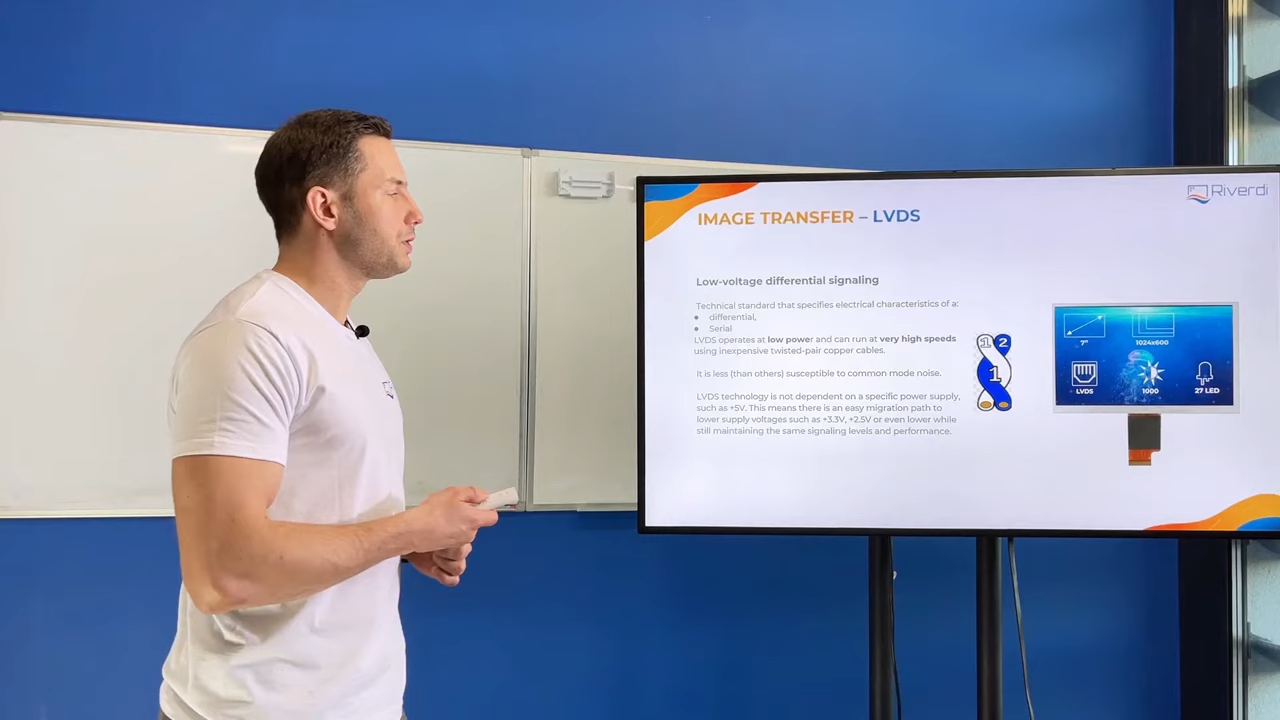 Riverdi
IMAGE TRANSFER – LVDS
Low-voltage differential signaling
Technical standard that specifies electrical characteristics of a:
● differential,
● Serial
LVDS operates at low power and can run at very high speeds
using inexpensive twisted-pair copper cables.
It is less (than others) susceptible to common mode noise.
LVDS technology is not dependent on a specific power supply,
such as +5V. This means there is an easy migration path to
lower supply voltages such as +3.3V, +2.5V or even lower while
still maintaining the same signaling levels and performance.
1 2
1
7" 1024x600
LVDS 1000 27 LED